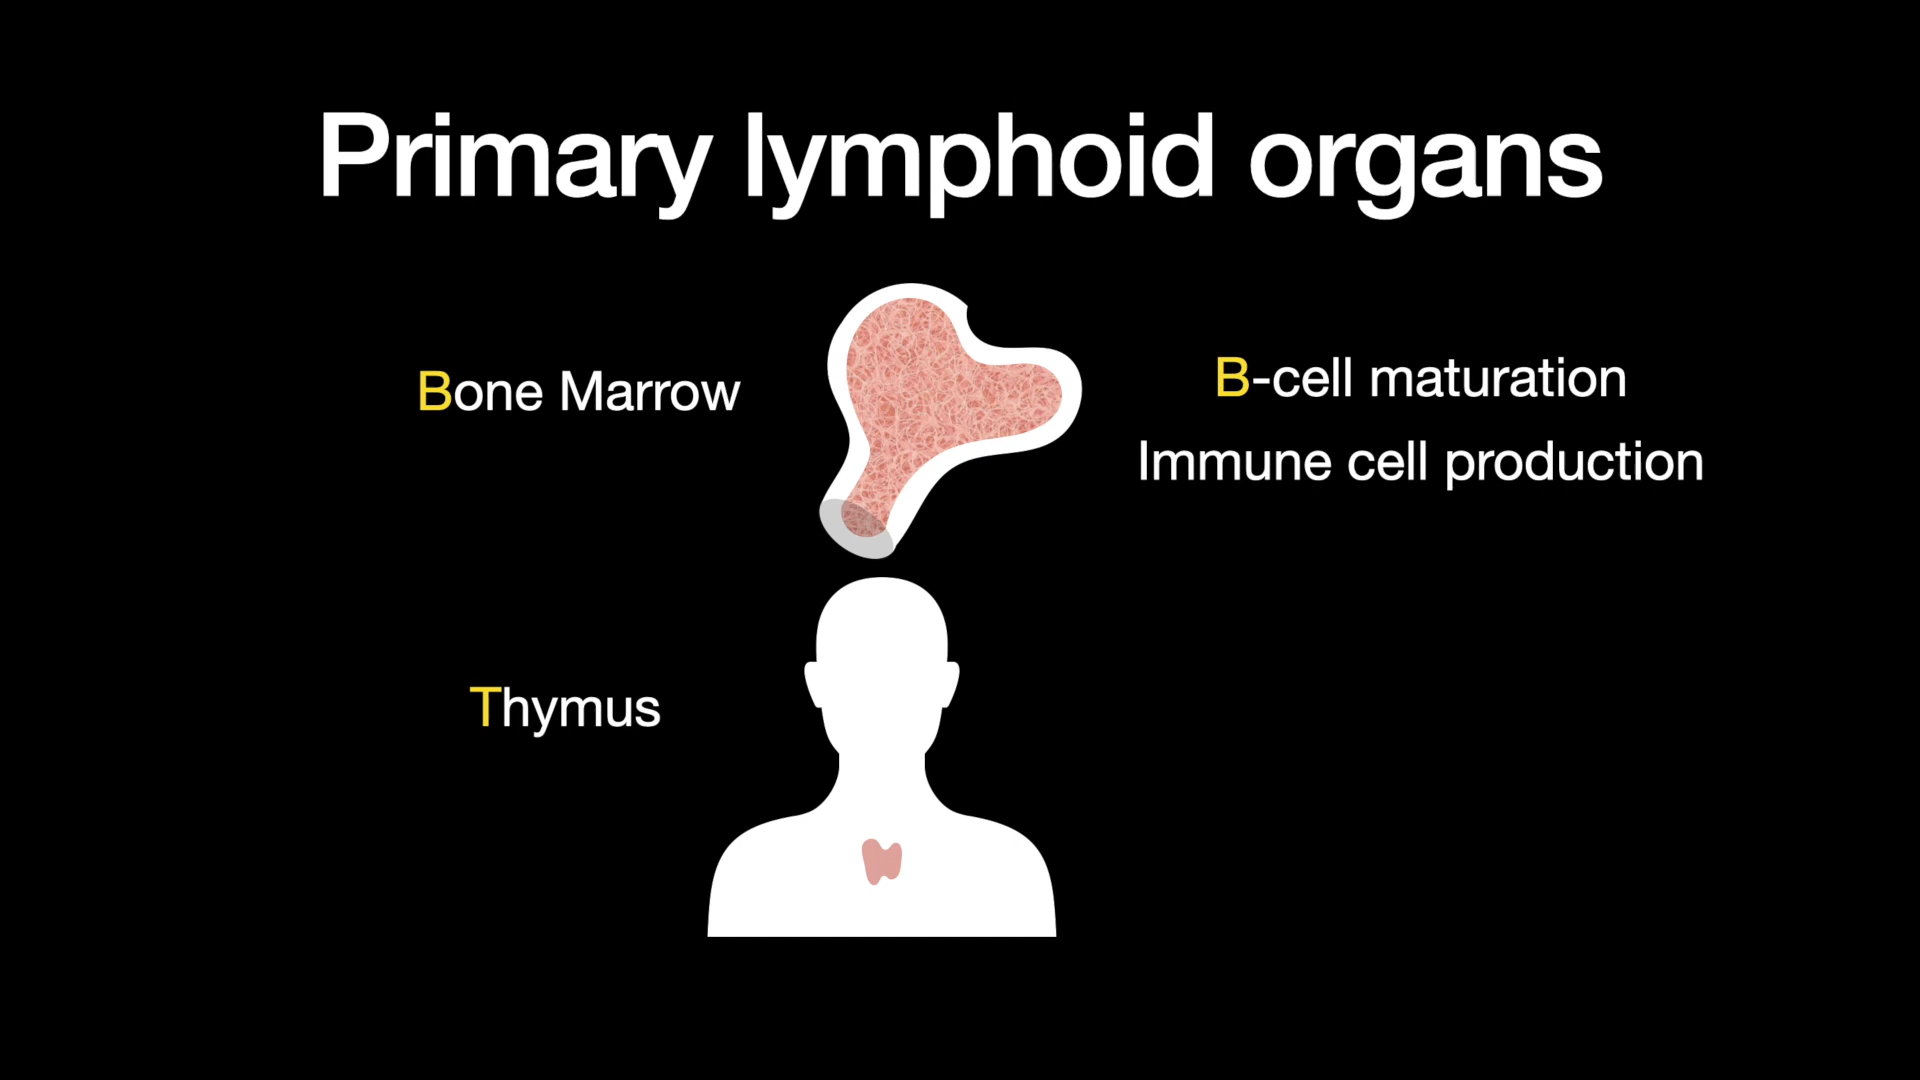 Primary lymphoid organs
Bone Marrow
B-cell maturation
Immune cell production
Thymus